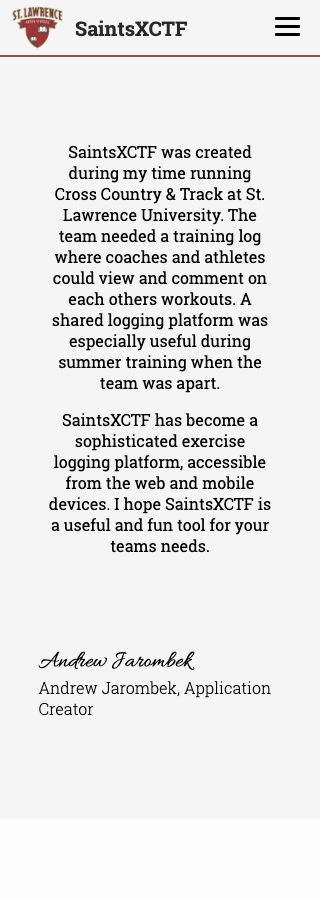 ST. LAWRENCE
SaintsXCTF
SaintsXCTF was created
during my time running
Cross Country & Track at St.
Lawrence University. The
team needed a training log
where coaches and athletes
could view and comment on
each others workouts. A
shared logging platform was
especially useful during
summer training when the
team was apart.
SaintsXCTF has become a
sophisticated exercise
logging platform, accessible
from the web and mobile
devices. I hope SaintsXCTF is
a useful and fun tool for your
teams needs.
Andrew Jarombek
Andrew Jarombek, Application
Creator